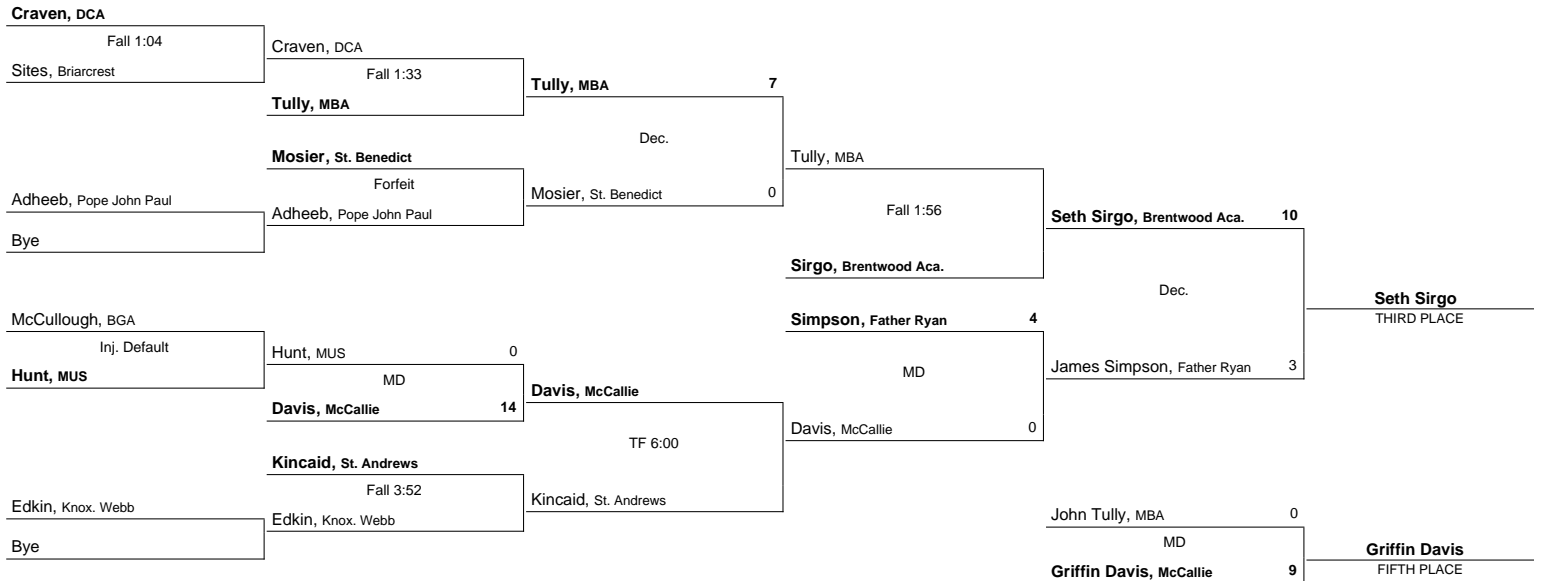 Craven, DCA
Fall 1:04
Sites, Briarcrest
Adheeb, Pope John Paul
Bye
McCullough, BGA
Inj. Default
Hunt, MUS
Edkin, Knox. Webb
Bye
Craven, DCA
Fall 1:33
Tully, MBA
Mosier, St. Benedict
Forfeit
Adheeb, Pope John Paul
Hunt, MUS 0
MD
Davis, McCallie 14
Kincaid, St. Andrews
Fall 3:52
Edkin, Knox. Webb
Tully, MBA 7
Dec.
Mosier, St. Benedict 0
Davis, McCallie
TF 6:00
Kincaid, St. Andrews
Tully, MBA
Fall 1:56
Sirgo, Brentwood Aca.
Simpson, Father Ryan 4
MD
Davis, McCallie 0
Seth Sirgo, Brentwood Aca. 10
Dec.
James Simpson, Father Ryan 3
Seth Sirgo
THIRD PLACE
John Tully, MBA 0
MD
Griffin Davis, McCallie 9
Griffin Davis
FIFTH PLACE